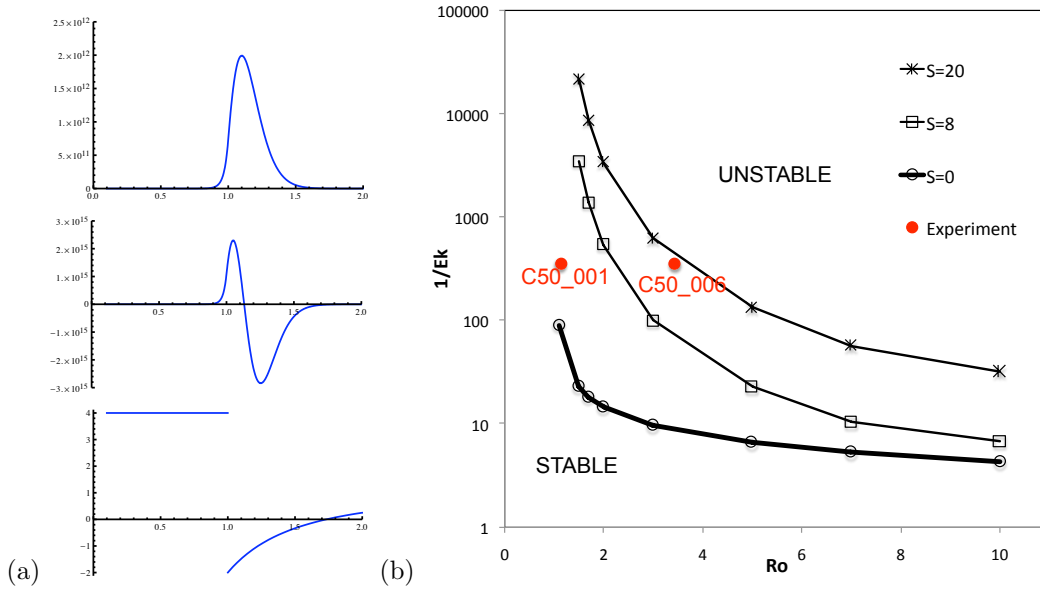 2.5×10¹²
2.×10¹²
1.5×10¹²
1.×10¹²
5.×10¹¹
0
0.0 0.5 1.0 1.5 2.0
3.×10¹⁵
2.×10¹⁵
1.×10¹⁵
0
0.5 1.0 1.5 2.0
-1.×10¹⁵
-2.×10¹⁵
-3.×10¹⁵
4
3
2
1
0
0.5 1.0 1.5 2.0
-1
-2
(a)
(b)
100000
10000
1000
100
10
1
1/Ek
0 2 4 6 8 10
Ro
S=20
S=8
S=0
Experiment
UNSTABLE
C50_001
C50_006
STABLE